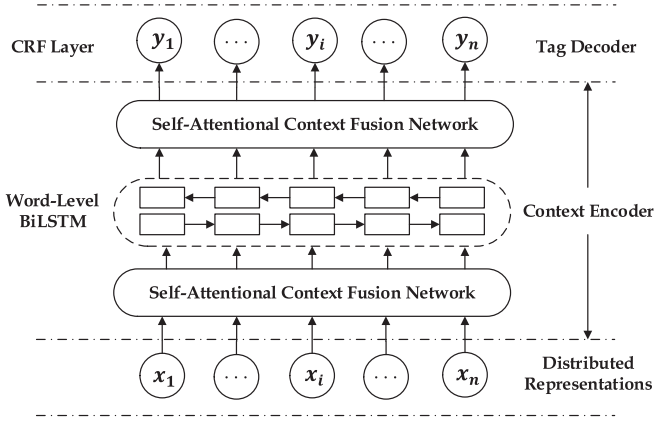 CRF Layer
y1 ··· yi ··· yn
Tag Decoder
Self-Attentional Context Fusion Network
Word-Level
BiLSTM
Context Encoder
Self-Attentional Context Fusion Network
x1 ··· xi ··· xn
Distributed
Representations